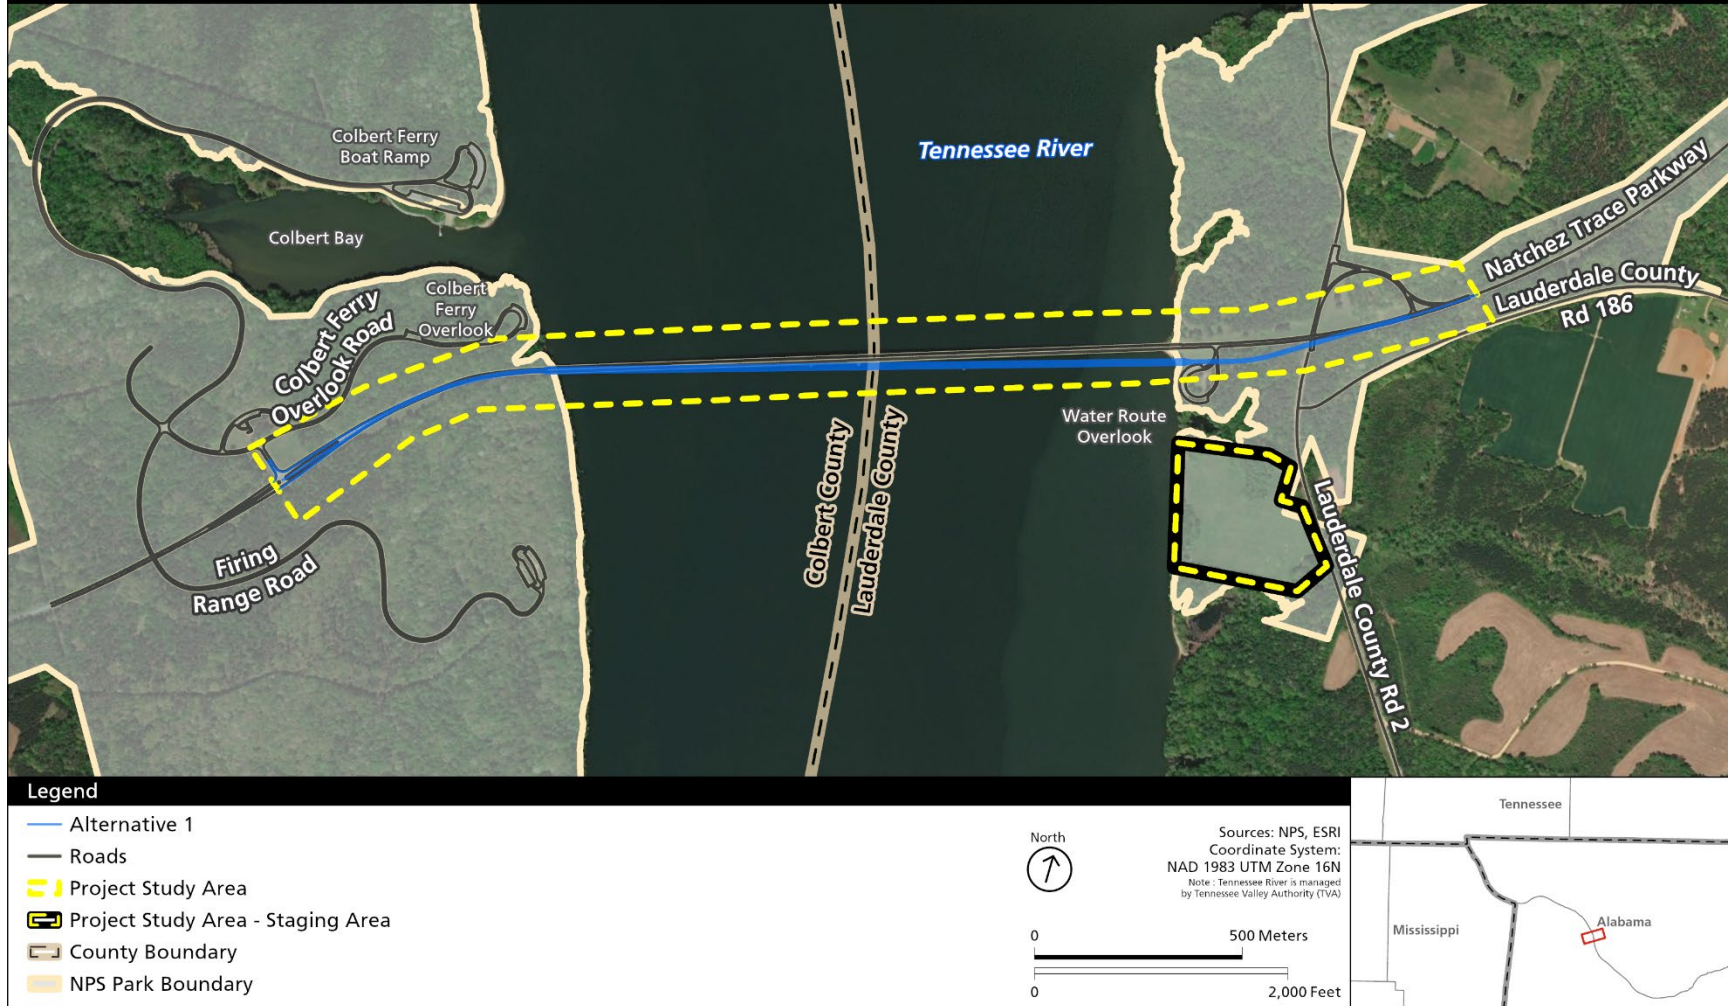 Colbert Ferry
Boat Ramp
Tennessee River
Colbert Bay
Natchez Trace Parkway
Colbert
Ferry
Overlook
Colbert Ferry
Overlook Road
Lauderdale County
Rd 186
Water Route
Overlook
Colbert County
Lauderdale County
Lauderdale County Rd 2
Firing
Range Road
Legend
Alternative 1
Roads
Project Study Area
Project Study Area - Staging Area
County Boundary
NPS Park Boundary
North
Sources: NPS, ESRI
Coordinate System:
NAD 1983 UTM Zone 16N
Note : Tennessee River is managed
by Tennessee Valley Authority (TVA)
0
500 Meters
0
2,000 Feet
Tennessee
Mississippi
Alabama